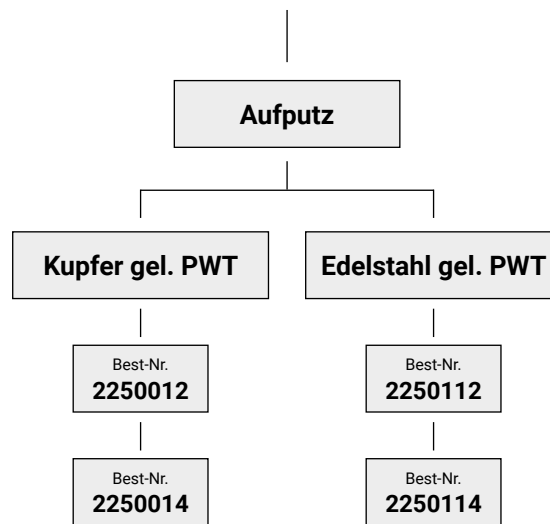 Aufputz
Kupfer gel. PWT
Edelstahl gel. PWT
Best-Nr.
2250012
Best-Nr.
2250112
Best-Nr.
2250014
Best-Nr.
2250114